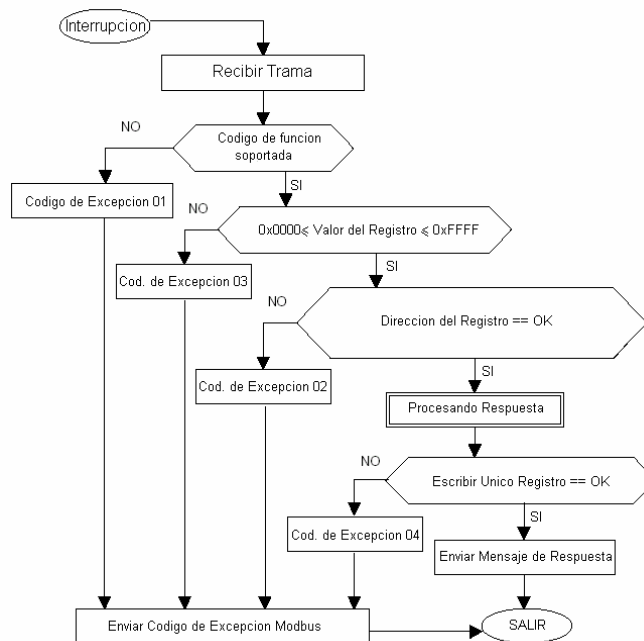 Interrupcion
Recibir Trama
NO
Codigo de funcion
soportada
SI
Codigo de Excepcion 01
NO
0x0000≤ Valor del Registro ≤ 0xFFFF
SI
Cod. de Excepcion 03
NO
Direccion del Registro == OK
SI
Cod. de Excepcion 02
Procesando Respuesta
NO
Escribir Unico Registro == OK
SI
Cod. de Excepcion 04
Enviar Mensaje de Respuesta
Enviar Codigo de Excepcion Modbus
SALIR